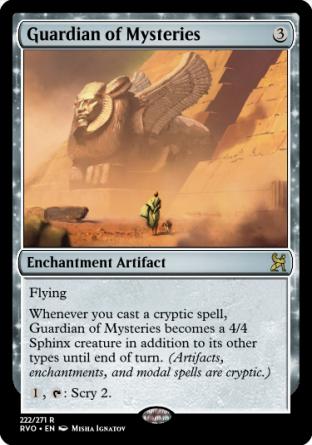 Guardian of Mysteries 3
Enchantment Artifact
Flying
Whenever you cast a cryptic spell,
Guardian of Mysteries becomes a 4/4
Sphinx creature in addition to its other
types until end of turn. (Artifacts,
enchantments, and modal spells are cryptic.)
1 , : Scry 2.
222/271 R
RVO • EN Misha Ignatov